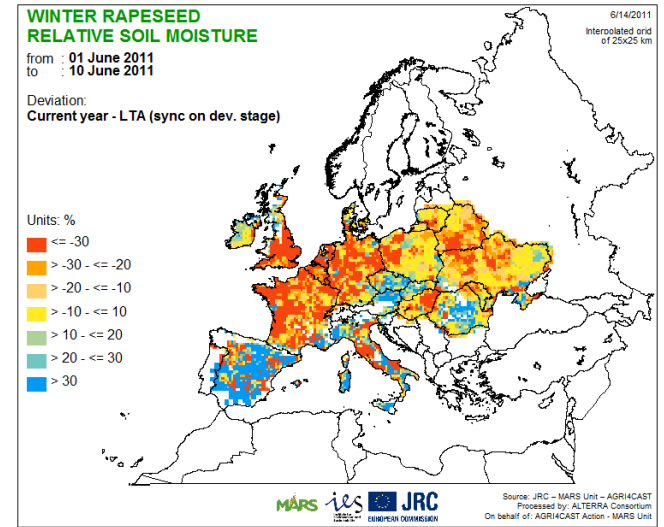 WINTER RAPESEED
RELATIVE SOIL MOISTURE
from : 01 June 2011
to : 10 June 2011
Deviation:
Current year - LTA (sync on dev. stage)
6/14/2011
Interpolated grid
of 25x25 km
Units: %
<= -30
> -30 - <= -20
> -20 - <= -10
> -10 - <= 10
> 10 - <= 20
> 20 - <= 30
> 30
MARS ies JRC
EUROPEAN COMMISSION
Source: JRC – MARS Unit – AGRI4CAST
Processed by: ALTERRA Consortium
On behalf of: AGRI4CAST Action - MARS Unit